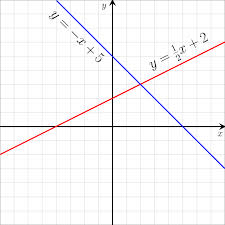 y
y = −x + 5
y = ½x + 2
x